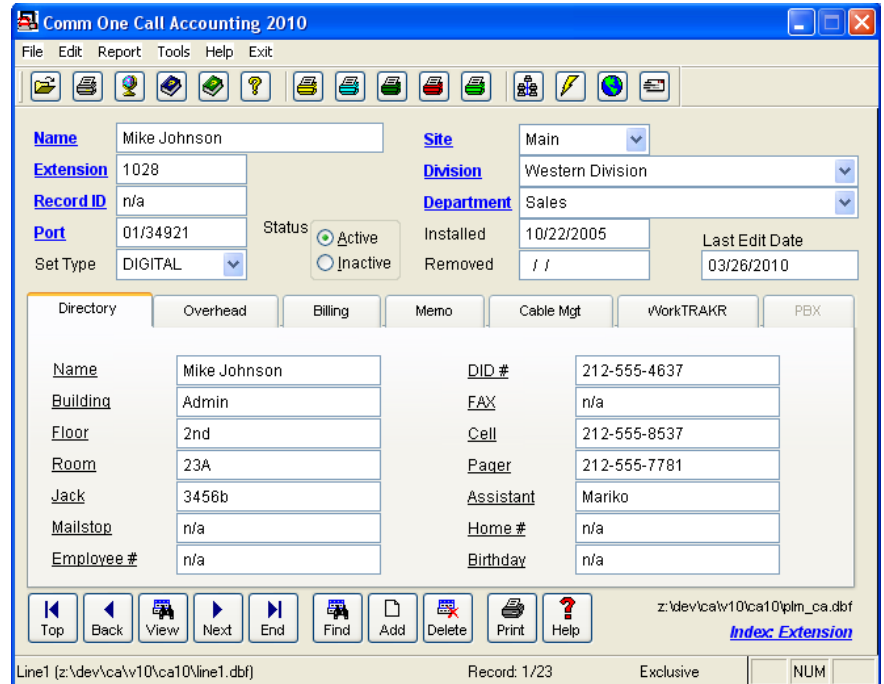 Comm One Call Accounting 2010
File Edit Report Tools Help Exit
Name Mike Johnson Site Main
Extension 1028 Division Western Division
Record ID n/a Department Sales
Port 01/34921 Status Active Installed 10/22/2005 Last Edit Date
Set Type DIGITAL Inactive Removed / / 03/26/2010
Directory Overhead Billing Memo Cable Mgt WorkTRAKR PBX
Name Mike Johnson DID # 212-555-4637
Building Admin FAX n/a
Floor 2nd Cell 212-555-8537
Room 23A Pager 212-555-7781
Jack 3456b Assistant Mariko
Mailstop n/a Home # n/a
Employee # n/a Birthday n/a
Top Back View Next End Find Add Delete Print Help z:\dev\ca\v10\ca10\plm_ca.dbf
Index: Extension
Line1 (z:\dev\ca\v10\ca10\line1.dbf) Record: 1/23 Exclusive NUM